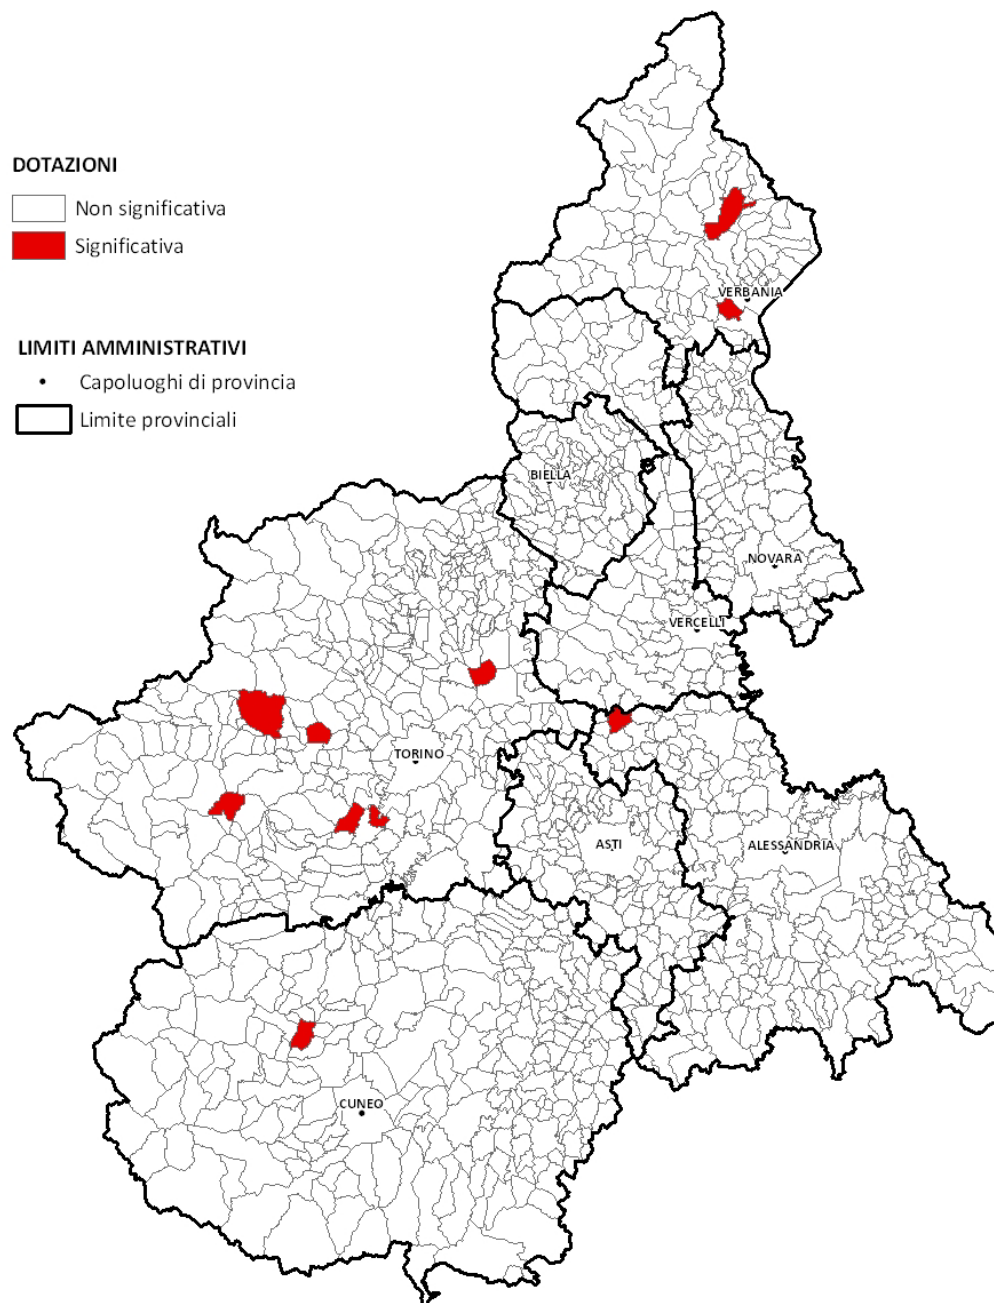 DOTAZIONI
Non significativa
Significativa
LIMITI AMMINISTRATIVI
Capoluoghi di provincia
Limite provinciali
VERBANIA
BIELLA
NOVARA
VERCELLI
TORINO
ASTI
ALESSANDRIA
CUNEO